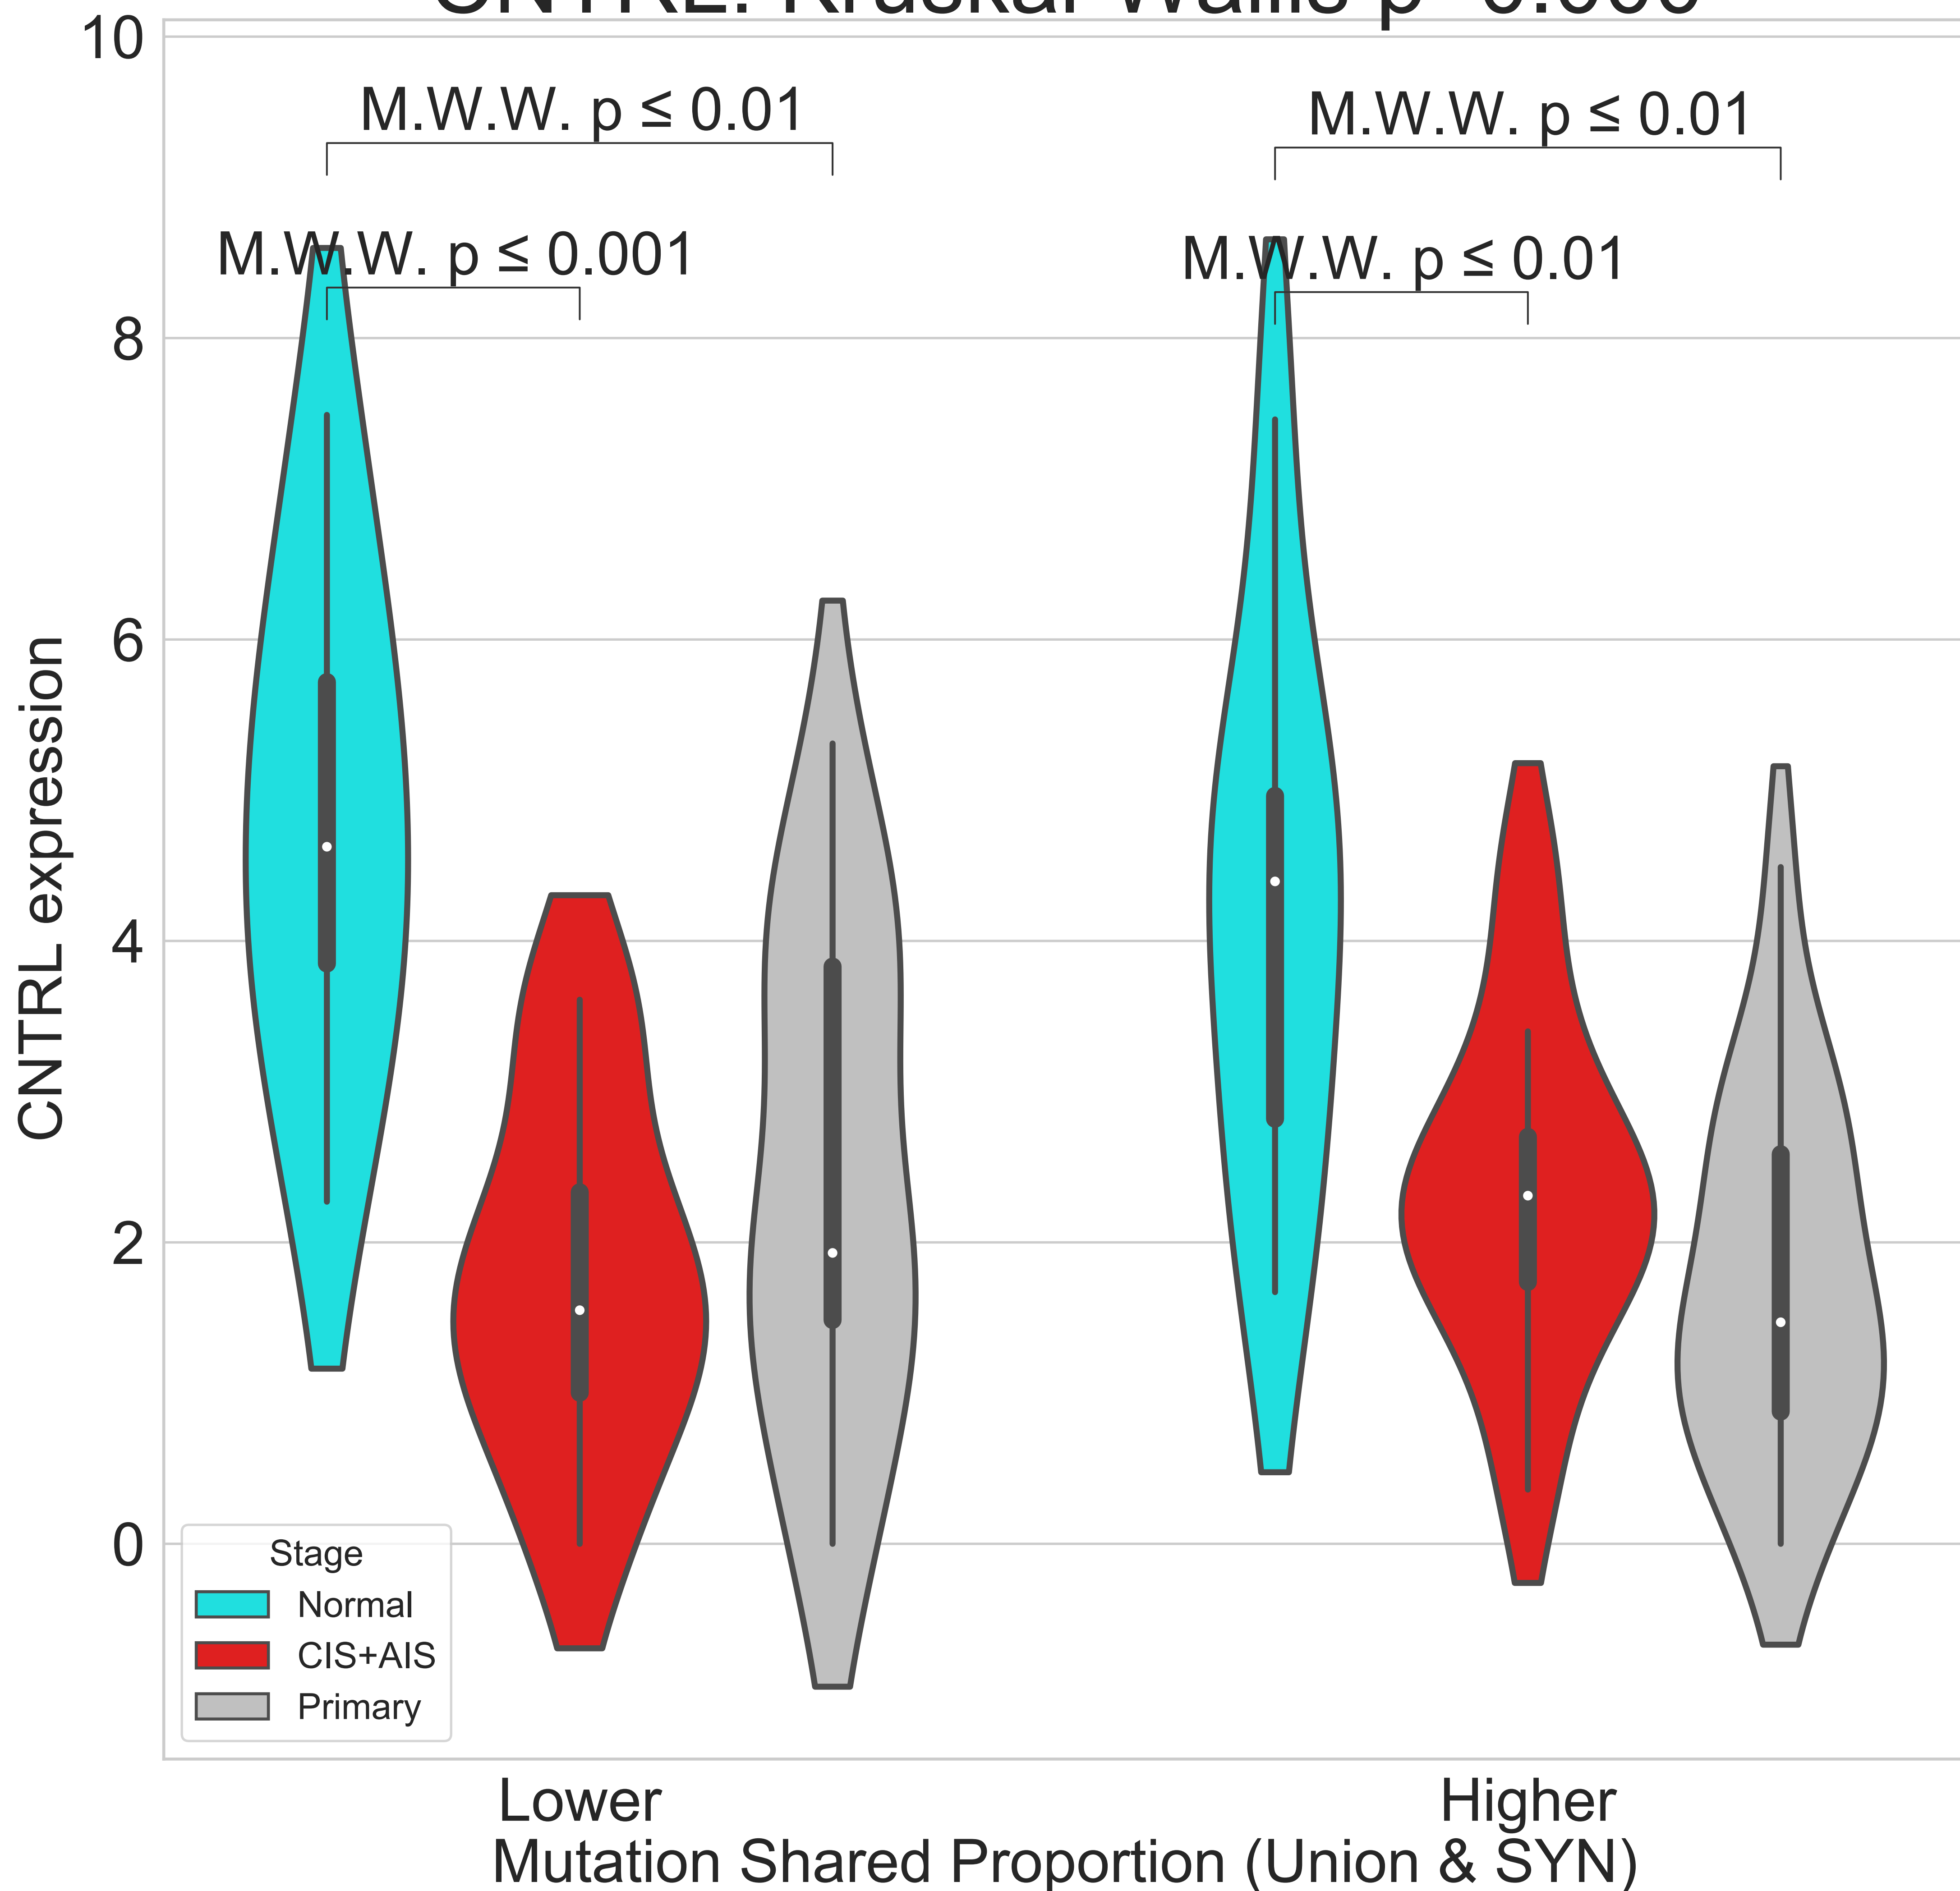 10
M.W.W. p ≤ 0.01
M.W.W. p ≤ 0.01
M.W.W. p ≤ 0.001
M.W.W. p ≤ 0.01
8
6
4
2
0
CNTRL expression
Stage
Normal
CIS+AIS
Primary
Lower
Higher
Mutation Shared Proportion (Union & SYN)